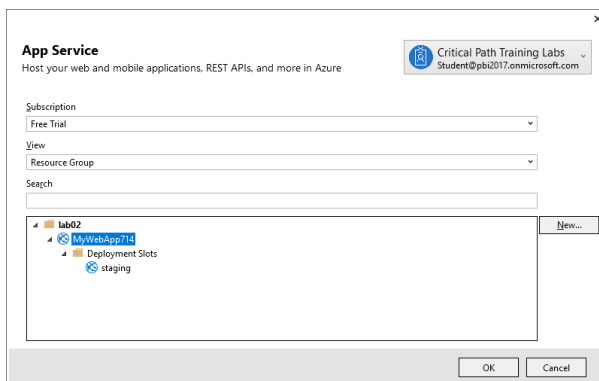 App Service
Host your web and mobile applications, REST APIs, and more in Azure
Critical Path Training Labs
Student@pbi2017.onmicrosoft.com
Subscription
Free Trial
View
Resource Group
Search
lab02
MyWebApp714
Deployment Slots
staging
New...
OK
Cancel